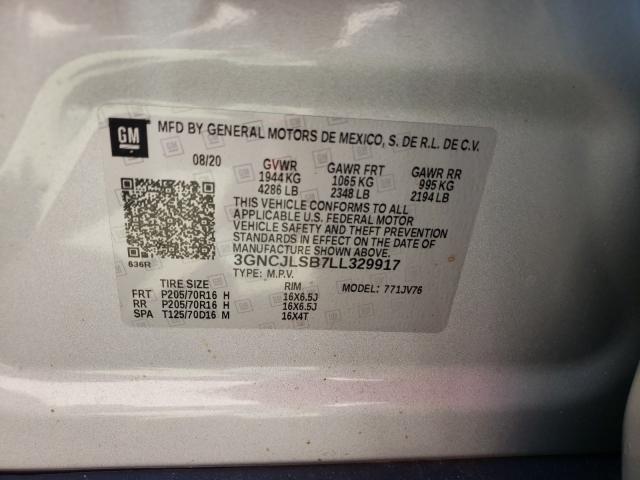 GM
MFD BY GENERAL MOTORS DE MEXICO, S. DE R.L. DE C.V.
08/20 GVWR GAWR FRT GAWR RR
1944 KG 1065 KG 995 KG
4286 LB 2348 LB 2194 LB
THIS VEHICLE CONFORMS TO ALL
APPLICABLE U.S. FEDERAL MOTOR
VEHICLE SAFETY AND THEFT PREVENTION
STANDARDS IN EFFECT ON THE DATE OF
MANUFACTURE SHOWN ABOVE.
3GNCJLSB7LL329917
636R TYPE: M.P.V.
TIRE SIZE RIM MODEL: 771JV76
FRT P205/70R16 H 16X6.5J
RR P205/70R16 H 16X6.5J
SPA T125/70D16 M 16X4T